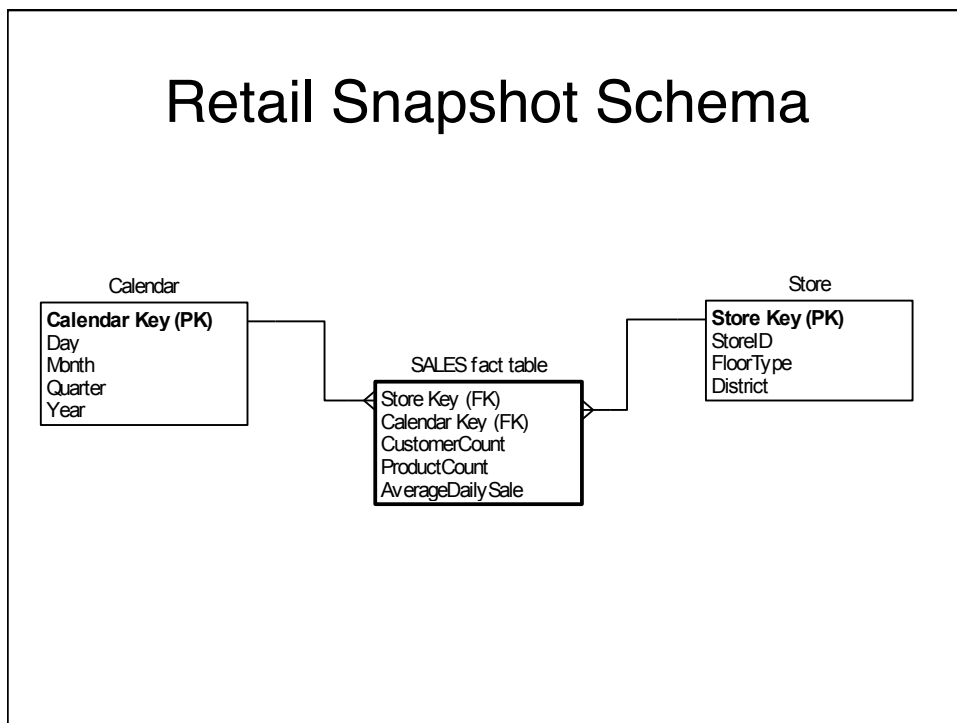 Retail Snapshot Schema
Calendar
Calendar Key (PK)
Day
Month
Quarter
Year
SALES fact table
Store Key (FK)
Calendar Key (FK)
CustomerCount
ProductCount
AverageDailySale
Store
Store Key (PK)
StoreID
FloorType
District